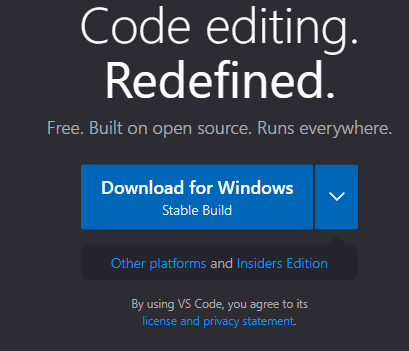 Code editing.
Redefined.
Free. Built on open source. Runs everywhere.
Download for Windows
Stable Build
Other platforms and Insiders Edition
By using VS Code, you agree to its
license and privacy statement.